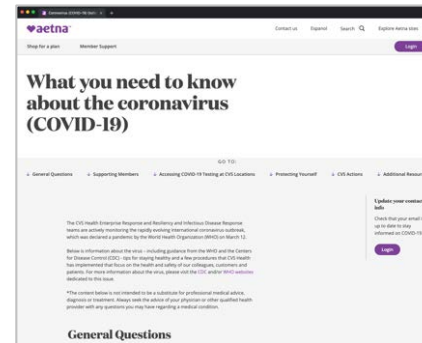 Coronavirus (COVID-19)
aetna
Contact us Espanol Search Explore Aetna sites
Shop for a plan Member Support Login
What you need to know
about the coronavirus
(COVID-19)
GO TO:
General Questions Supporting Members Accessing COVID-19 Testing at CVS Locations Protecting Yourself CVS Actions Additional Resour
Update your contact
info
Check that your email i
up to date to stay
informed on COVID-19
Login
The CVS Health Enterprise Response and Resiliency and Infectious Disease Response
teams are actively monitoring the rapidly evolving international coronavirus outbreak,
which was declared a pandemic by the World Health Organization (WHO) on March 12.
Below is information about the virus - including guidance from the WHO and the Centers
for Disease Control (CDC) - tips for staying healthy and a few procedures that CVS Health
has implemented that focus on the health and safety of our colleagues, customers and
patients. For more information about the virus, please visit the CDC and/or WHO websites
dedicated to this issue.
*The content below is not intended to be a substitute for professional medical advice,
diagnosis or treatment. Always seek the advice of your physician or other qualified health
provider with any questions you may have regarding a medical condition.
General Questions